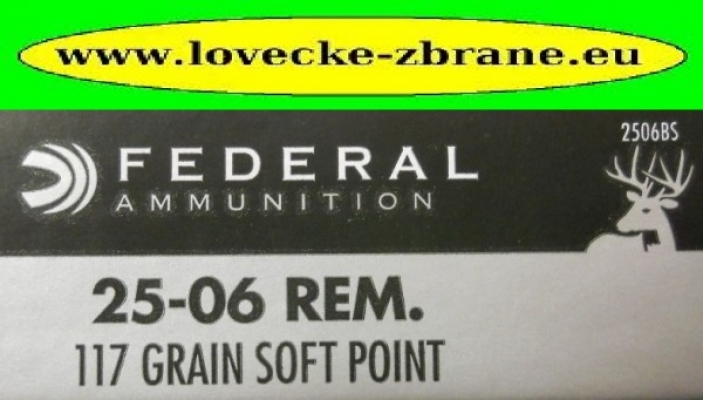 www.lovecke-zbrane.eu
2506BS
FEDERAL
AMMUNITION
25-06 REM.
117 GRAIN SOFT POINT